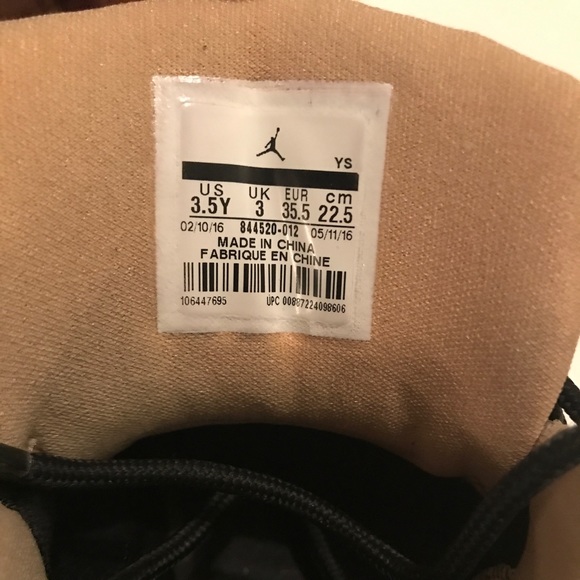 YS
US UK EUR cm
3.5Y 3 35.5 22.5
02/10/16 844520-012 05/11/16
MADE IN CHINA
FABRIQUE EN CHINE
106447695 UPC 00887224098606